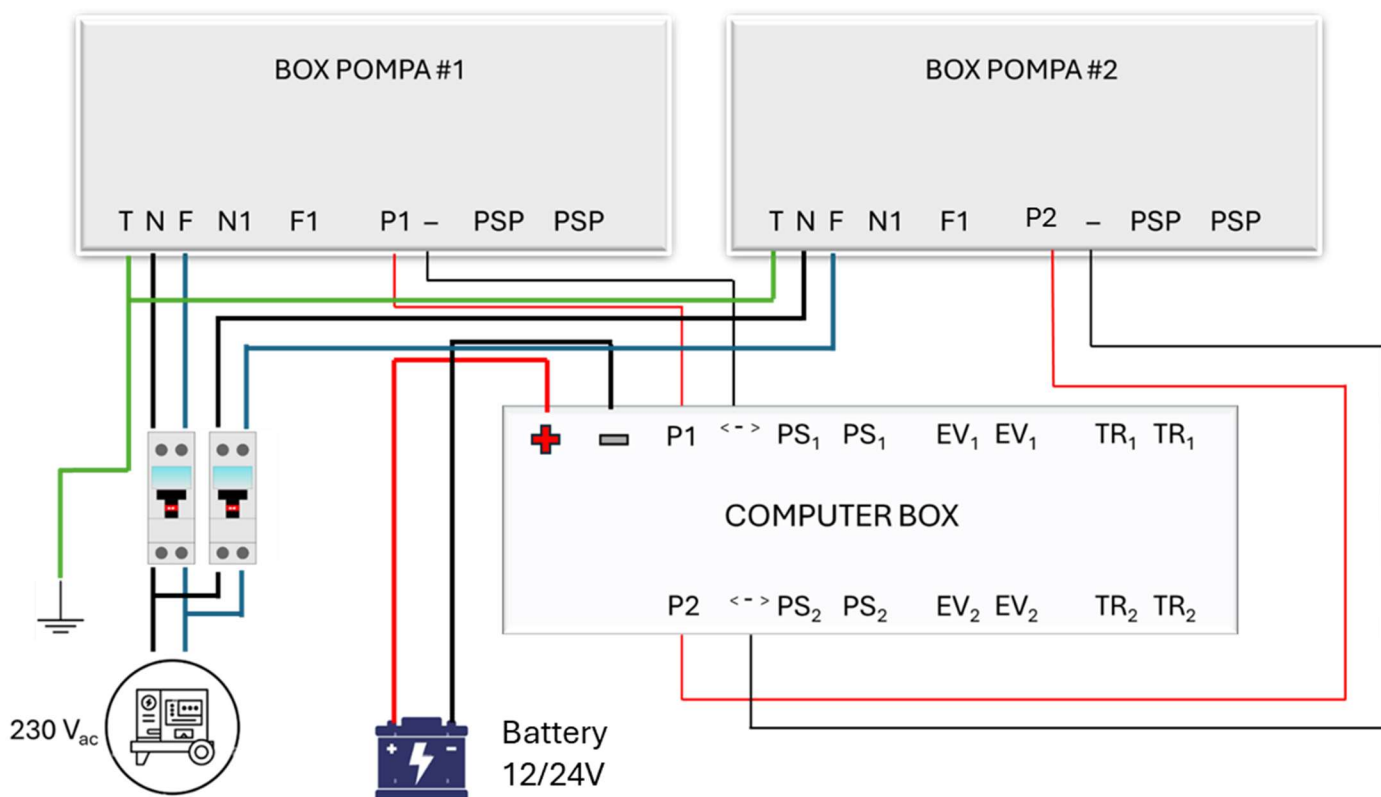 BOX POMPA #1
T N F N1 F1 P1 – PSP PSP
BOX POMPA #2
T N F N1 F1 P2 – PSP PSP
P1 <-> PS₁ PS₁ EV₁ EV₁ TR₁ TR₁
COMPUTER BOX
P2 <-> PS₂ PS₂ EV₂ EV₂ TR₂ TR₂
230 Vac
Battery
12/24V